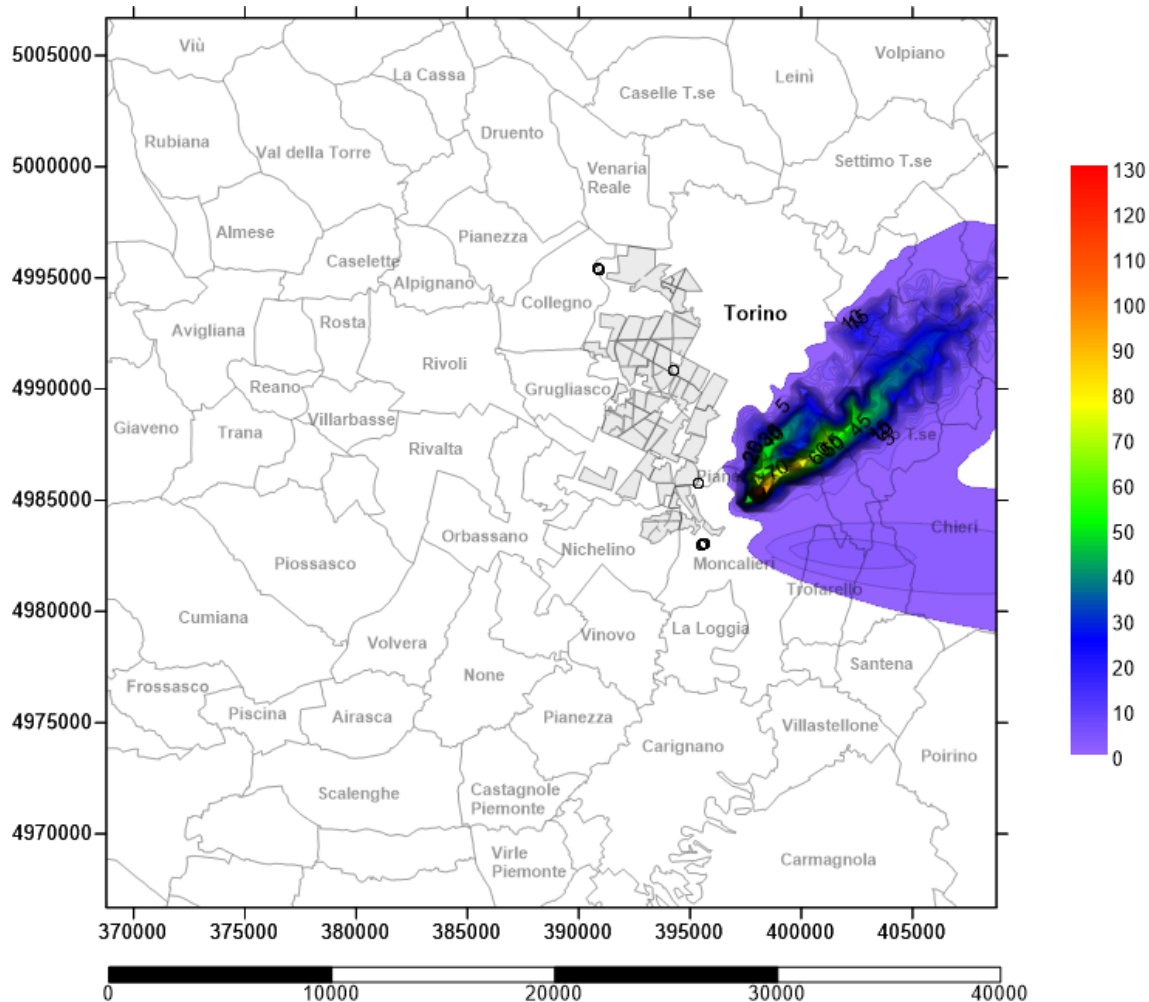 5005000
5000000
4995000
4990000
4985000
4980000
4975000
4970000
370000
375000
380000
385000
390000
395000
400000
405000
0
10000
20000
30000
40000
130
120
110
100
90
80
70
60
50
40
30
20
10
0
Viù
La Cassa
Caselle T.se
Leinì
Volpiano
Rubiana
Val della Torre
Druento
Venaria
Reale
Settimo T.se
Almese
Caselette
Pianezza
Alpignano
Collegno
Torino
Avigliana
Rosta
Rivoli
Grugliasco
Reano
Villarbasse
Giaveno
Trana
Rivalta
5
45
T.se
70
Orbassano
Nichelino
Moncalieri
Chieri
Trofarello
Piossasco
Cumiana
Volvera
Vinovo
La Loggia
Santena
None
Frossasco
Piscina
Airasca
Pianezza
Villastellone
Carignano
Poirino
Scalenghe
Castagnole
Piemonte
Virle
Piemonte
Carmagnola